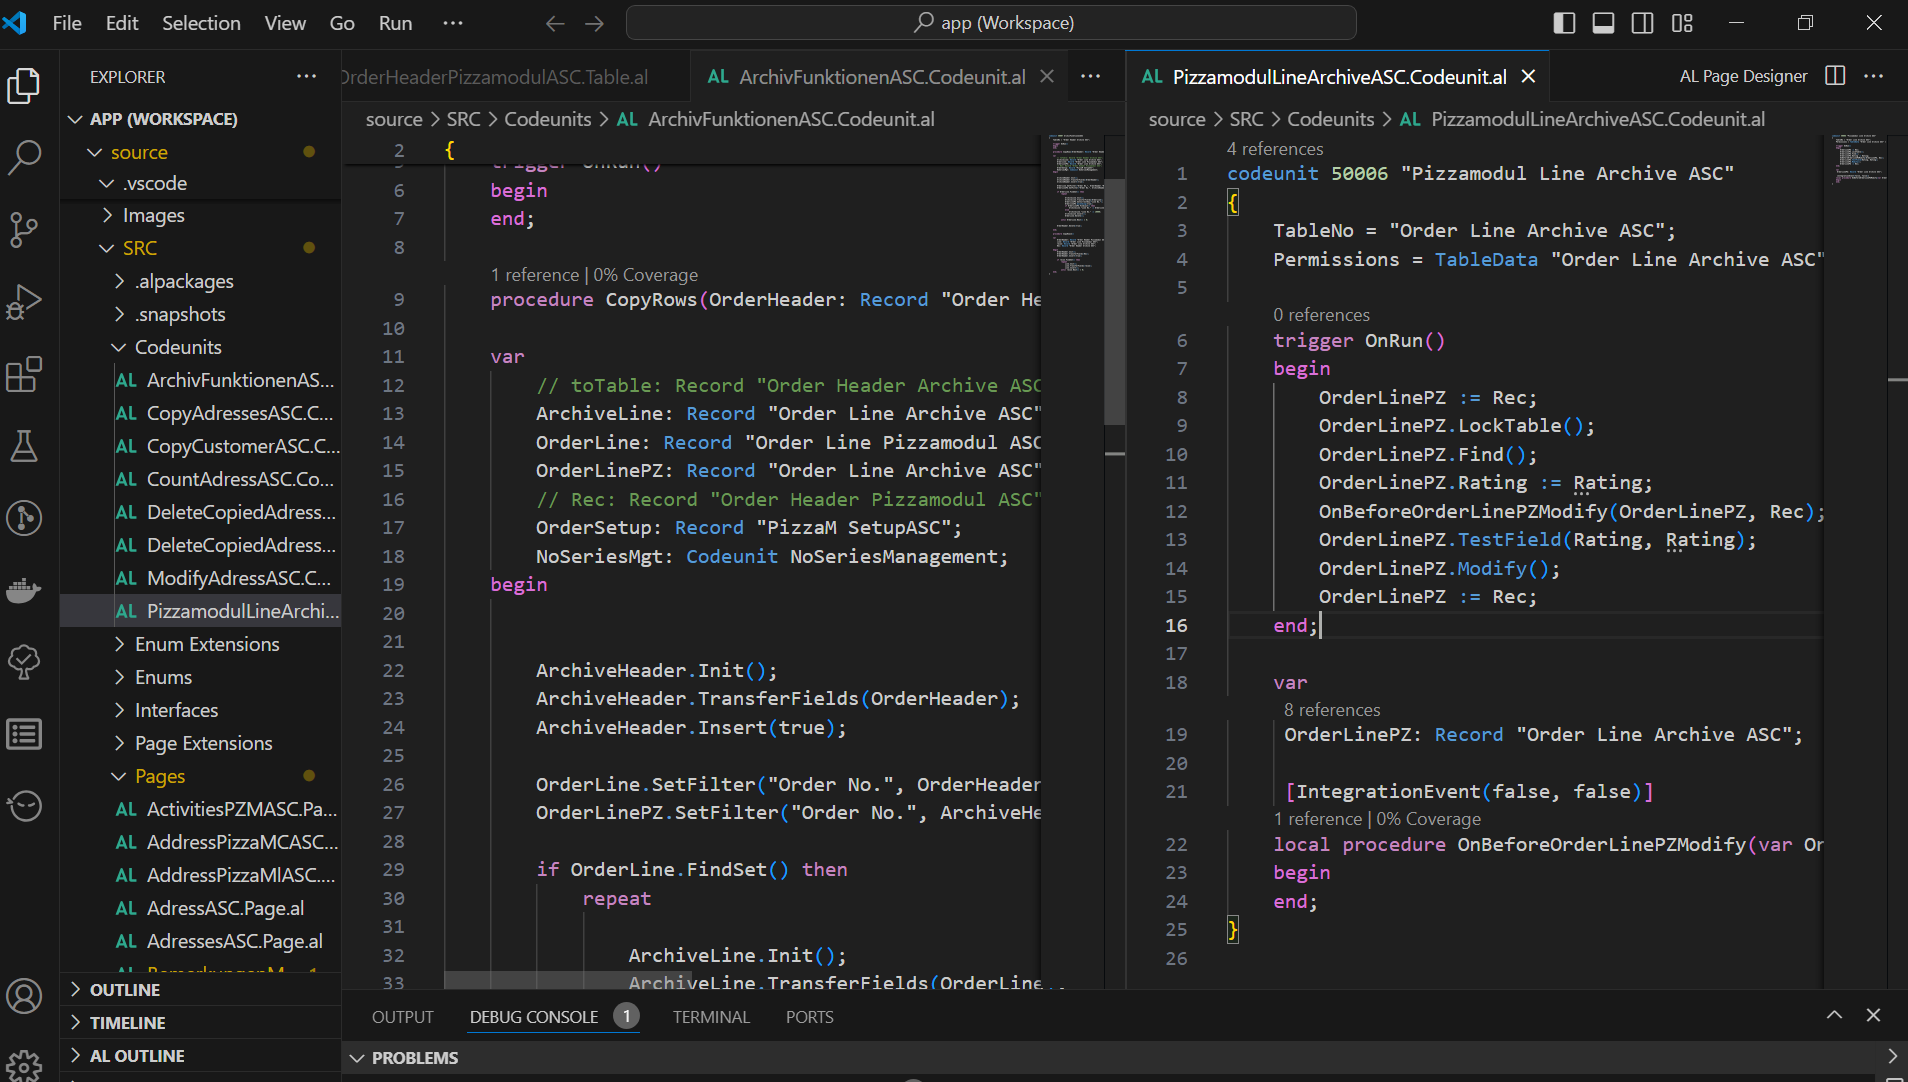 File Edit Selection View Go Run ···
app (Workspace)
EXPLORER
APP (WORKSPACE)
source
.vscode
Images
SRC
.alpackages
.snapshots
Codeunits
AL ArchivFunktionenAS...
AL CopyAdressesASC.C...
AL CopyCustomerASC.C...
AL CountAdressASC.Co...
AL DeleteCopiedAdress...
AL DeleteCopiedAdress...
AL ModifyAdressASC.C...
AL PizzamodulLineArchi...
Enum Extensions
Enums
Interfaces
Page Extensions
Pages
AL ActivitiesPZMASC.Pa...
AL AddressPizzaMCASC...
AL AddressPizzaMlASC....
AL AdressASC.Page.al
AL AdressesASC.Page.al
OUTLINE
TIMELINE
AL OUTLINE
OrderHeaderPizzamodulASC.Table.al
AL ArchivFunktionenASC.Codeunit.al
source > SRC > Codeunits > AL ArchivFunktionenASC.Codeunit.al
2 {
trigger OnRun()
6 begin
7 end;
8
1 reference | 0% Coverage
9 procedure CopyRows(OrderHeader: Record "Order He
10
11 var
12 // toTable: Record "Order Header Archive ASC
13 ArchiveLine: Record "Order Line Archive ASC"
14 OrderLine: Record "Order Line Pizzamodul ASC
15 OrderLinePZ: Record "Order Line Archive ASC"
16 // Rec: Record "Order Header Pizzamodul ASC"
17 OrderSetup: Record "PizzaM SetupASC";
18 NoSeriesMgt: Codeunit NoSeriesManagement;
19 begin
20
21
22 ArchiveHeader.Init();
23 ArchiveHeader.TransferFields(OrderHeader);
24 ArchiveHeader.Insert(true);
25
26 OrderLine.SetFilter("Order No.", OrderHeader
27 OrderLinePZ.SetFilter("Order No.", ArchiveHe
28
29 if OrderLine.FindSet() then
30 repeat
31
32 ArchiveLine.Init();
33 ArchiveLine.TransferFields(OrderLine
AL PizzamodulLineArchiveASC.Codeunit.al
AL Page Designer
source > SRC > Codeunits > AL PizzamodulLineArchiveASC.Codeunit.al
4 references
1 codeunit 50006 "Pizzamodul Line Archive ASC"
2 {
3 TableNo = "Order Line Archive ASC";
4 Permissions = TableData "Order Line Archive ASC"
5
0 references
6 trigger OnRun()
7 begin
8 OrderLinePZ := Rec;
9 OrderLinePZ.LockTable();
10 OrderLinePZ.Find();
11 OrderLinePZ.Rating := Rating;
12 OnBeforeOrderLinePZModify(OrderLinePZ, Rec);
13 OrderLinePZ.TestField(Rating, Rating);
14 OrderLinePZ.Modify();
15 OrderLinePZ := Rec;
16 end;
17
18 var
8 references
19 OrderLinePZ: Record "Order Line Archive ASC";
20
21 [IntegrationEvent(false, false)]
1 reference | 0% Coverage
22 local procedure OnBeforeOrderLinePZModify(var Or
23 begin
24 end;
25 }
26
OUTPUT DEBUG CONSOLE 1 TERMINAL PORTS
PROBLEMS